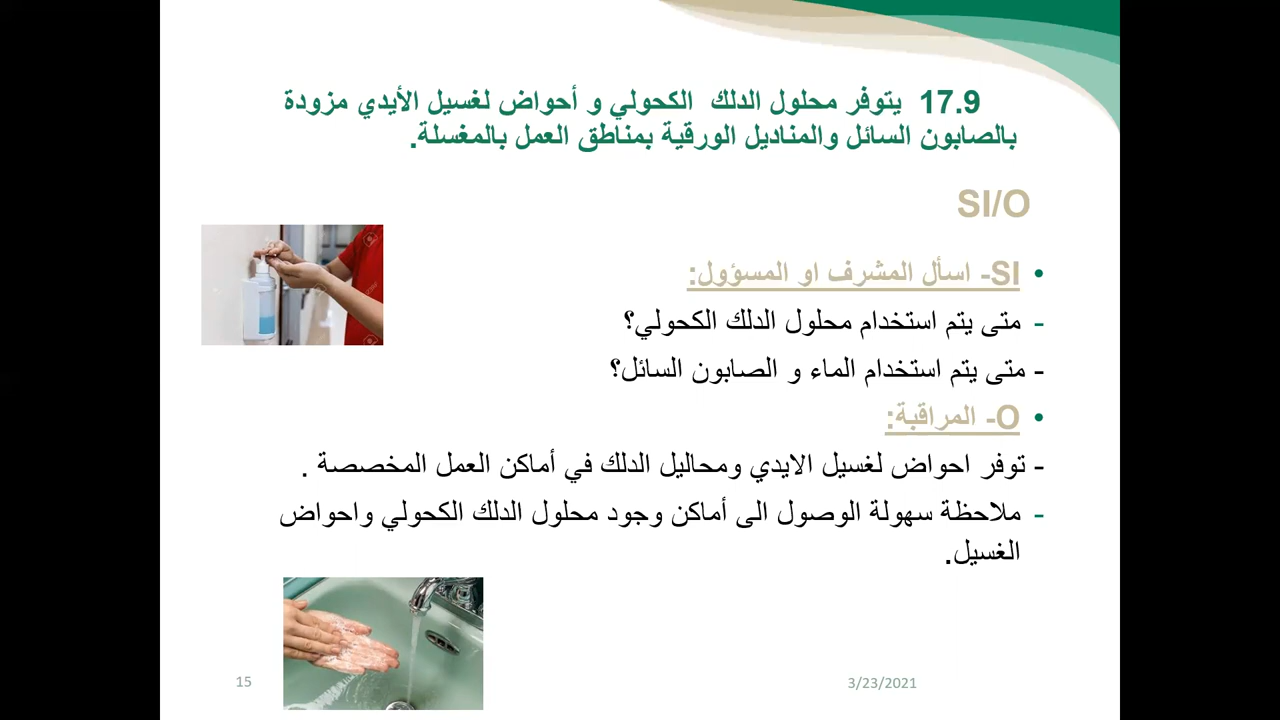 17.9 يتوفر محلول الدلك الكحولي و أحواض لغسيل الأيدي مزودة
بالصابون السائل والمناديل الورقية بمناطق العمل بالمغسلة.
SI/O
• SI- اسأل المشرف او المسؤول:
- متى يتم استخدام محلول الدلك الكحولي؟
- متى يتم استخدام الماء و الصابون السائل؟
• O- المراقبة:
- توفر احواض لغسيل الايدي ومحاليل الدلك في أماكن العمل المخصصة .
- ملاحظة سهولة الوصول الى أماكن وجود محلول الدلك الكحولي واحواض
الغسيل.
3/23/2021
15